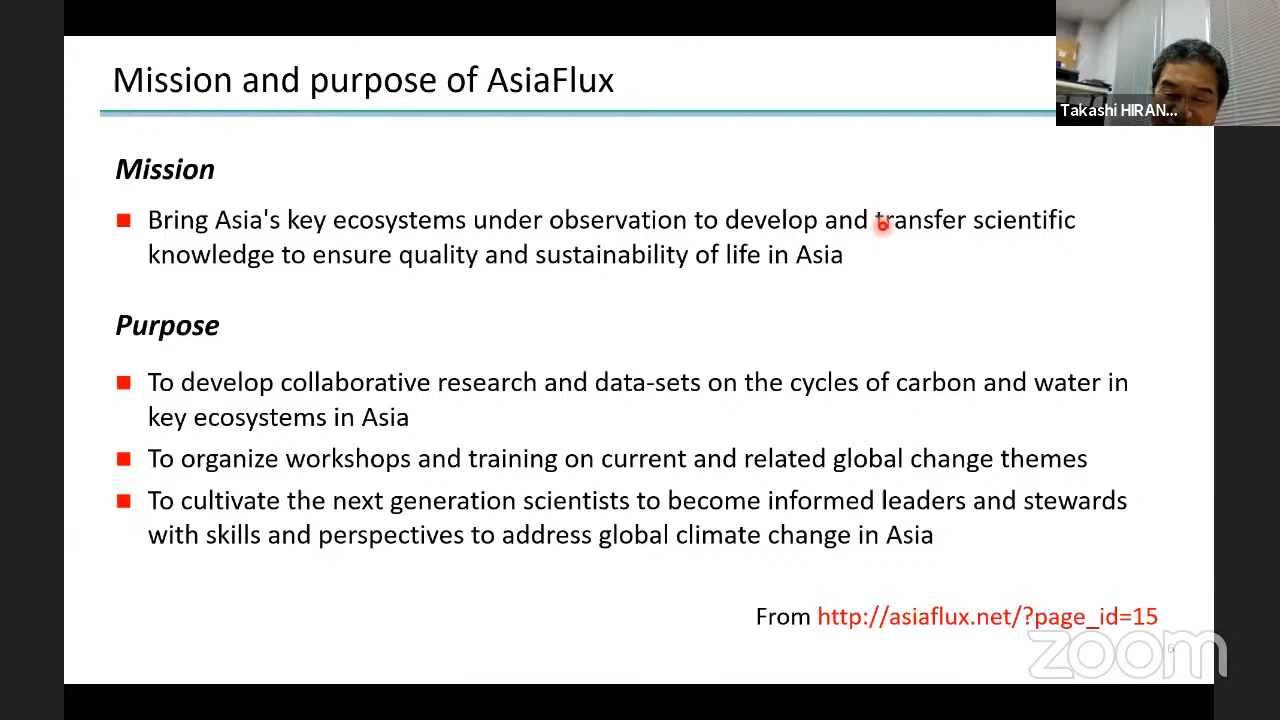 Mission and purpose of AsiaFlux
Takashi HIRAN...
Mission
Bring Asia's key ecosystems under observation to develop and transfer scientific
knowledge to ensure quality and sustainability of life in Asia
Purpose
To develop collaborative research and data-sets on the cycles of carbon and water in
key ecosystems in Asia
To organize workshops and training on current and related global change themes
To cultivate the next generation scientists to become informed leaders and stewards
with skills and perspectives to address global climate change in Asia
From http://asiaflux.net/?page_id=15
zoom